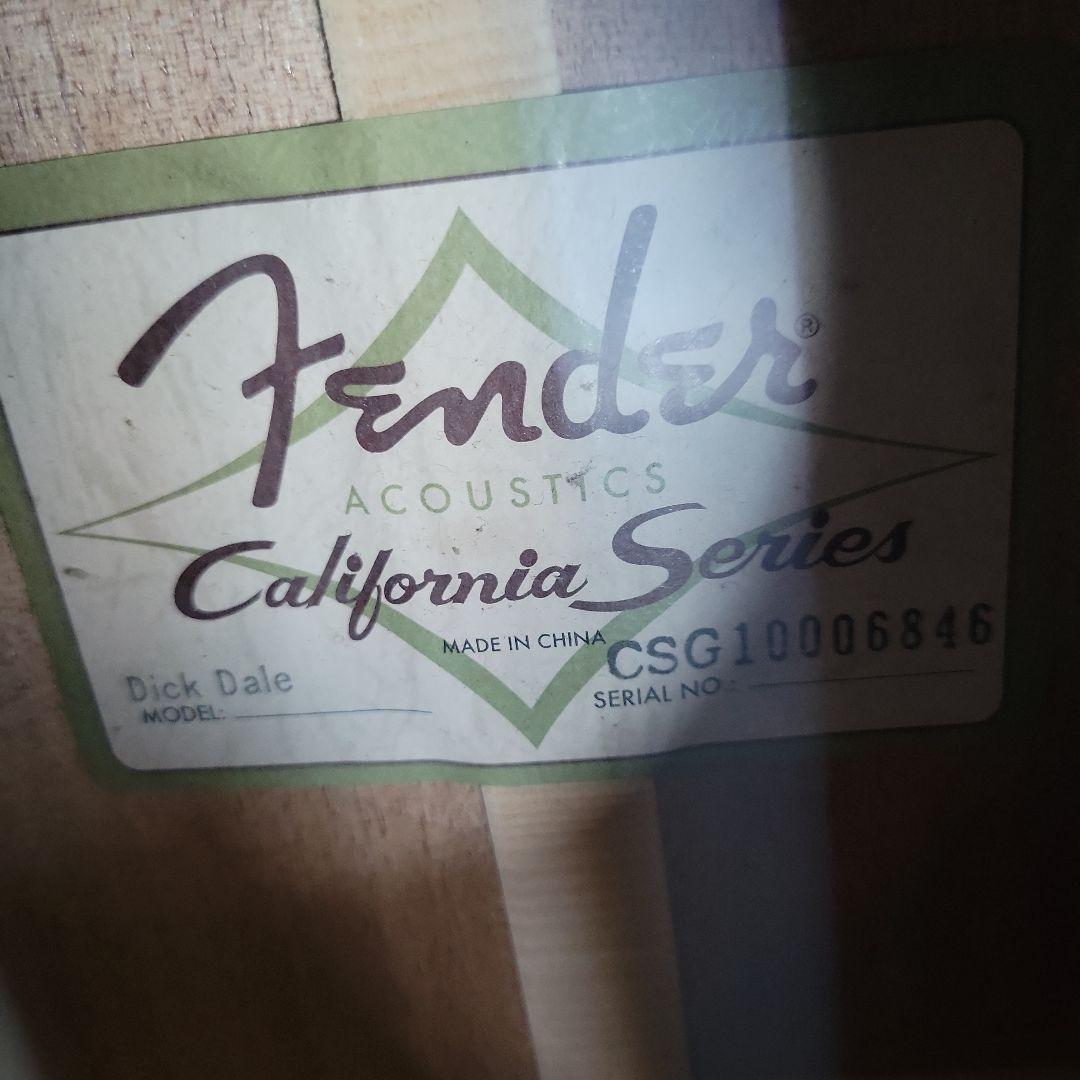 Fender®
ACOUSTICS
California Series
MADE IN CHINA
CSG10006846
SERIAL NO.:
Dick Dale
MODEL: